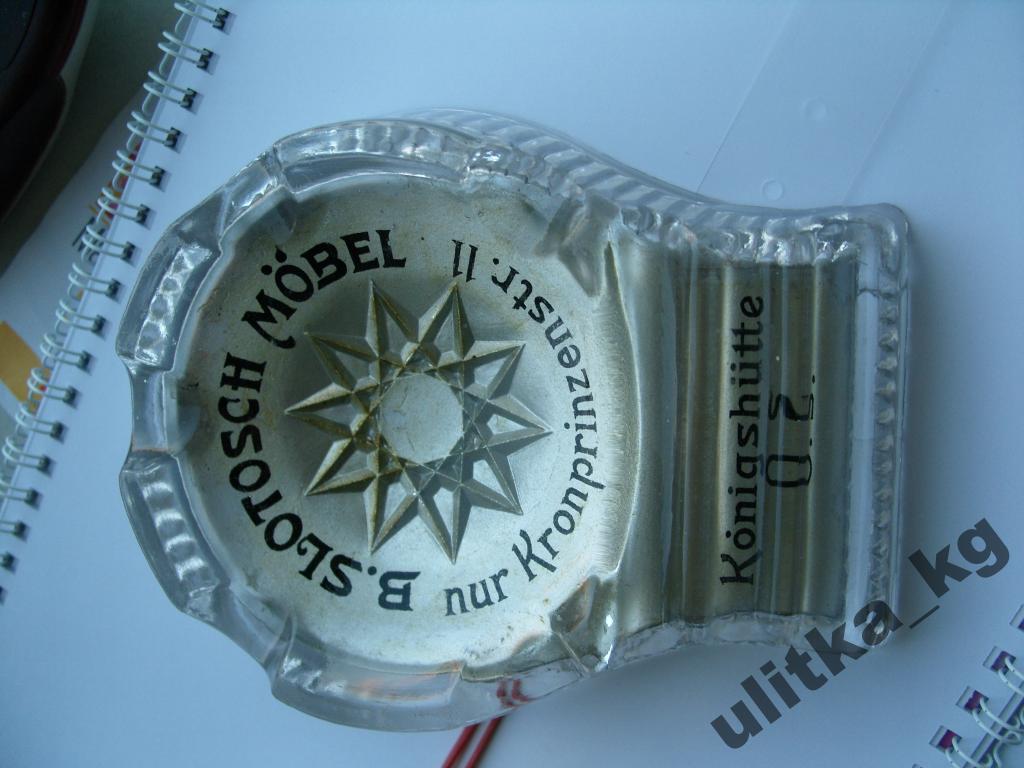 B. SLOTOSCH MÖBEL
nur Kronprinzenstr. 11
Königshütte
O.S.
ulitka_kg